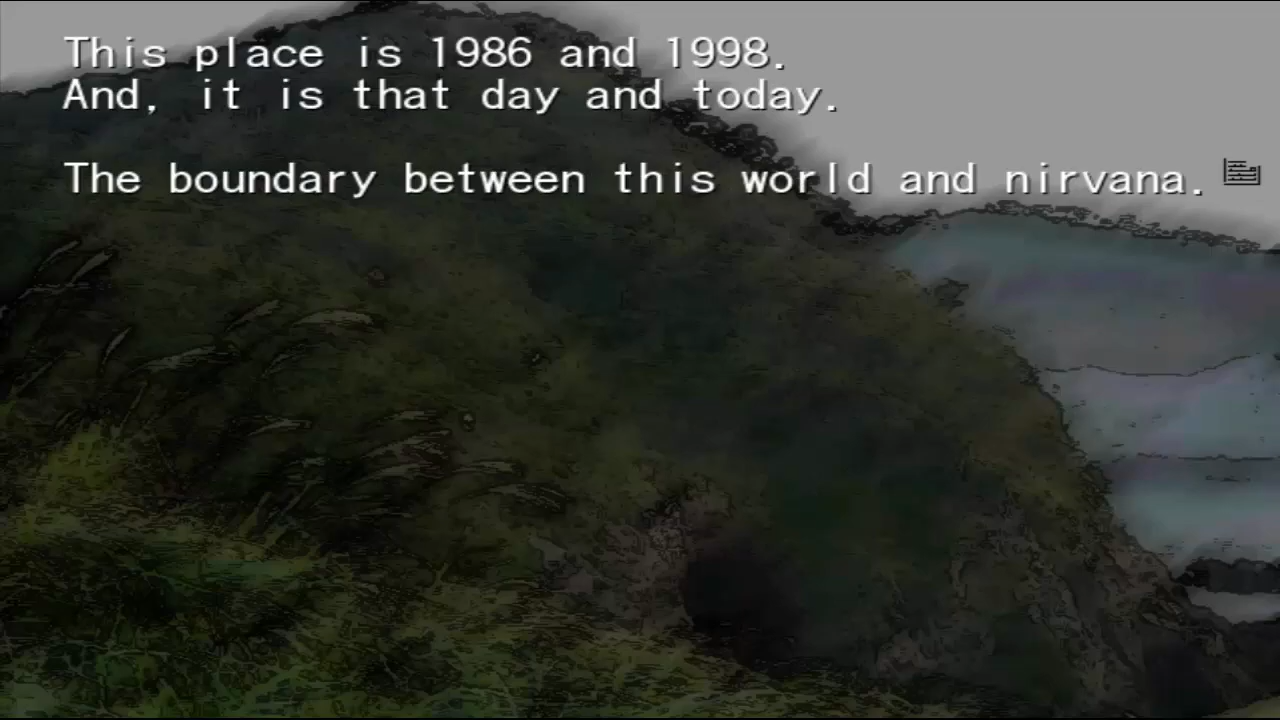 This place is 1986 and 1998.
And, it is that day and today.
The boundary between this world and nirvana.